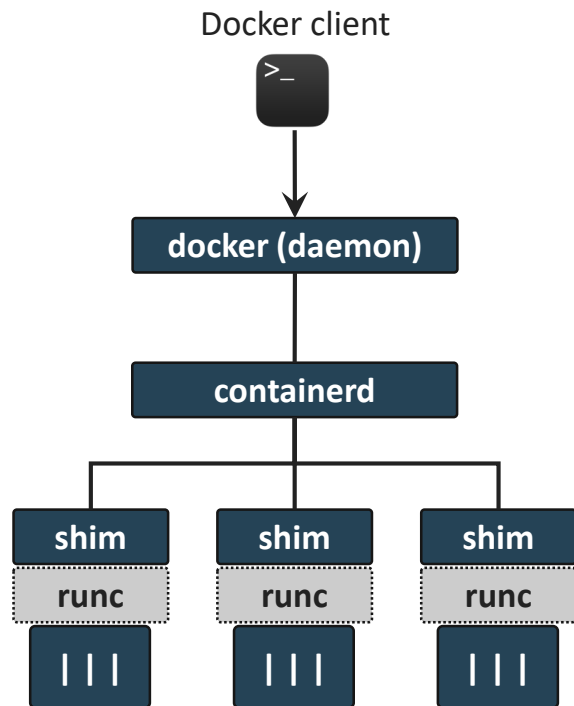 Docker client
>_
docker (daemon)
containerd
shim shim shim
runc runc runc